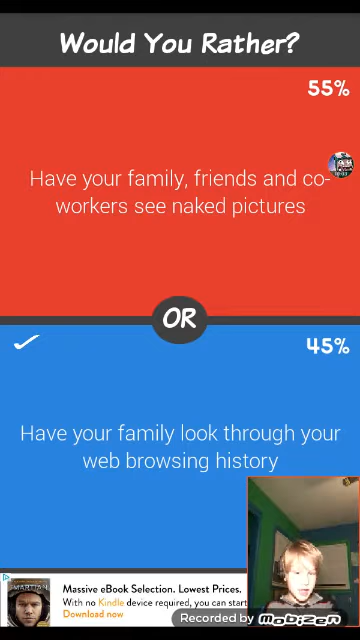 Would You Rather?
55%
Have your family, friends and co-
workers see naked pictures
OR
45%
Have your family look through your
web browsing history
MARTIAN
Massive eBook Selection. Lowest Prices.
With no Kindle device required, you can start
Download now
Recorded by Mobizen